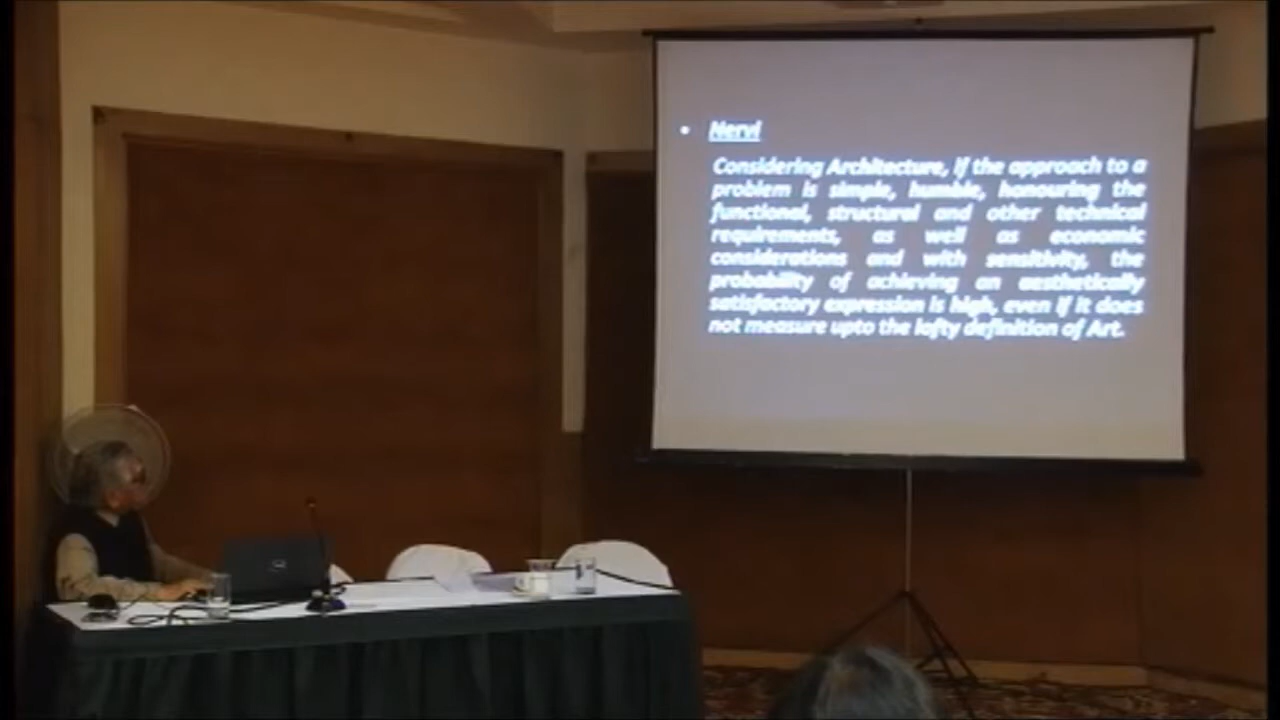 • Nervi
Considering Architecture, if the approach to a
problem is simple, humble, honouring the
functional, structural and other technical
requirements, as well as economic
considerations and with sensitivity, the
probability of achieving an aesthetically
satisfactory expression is high, even if it does
not measure upto the lofty definition of Art.